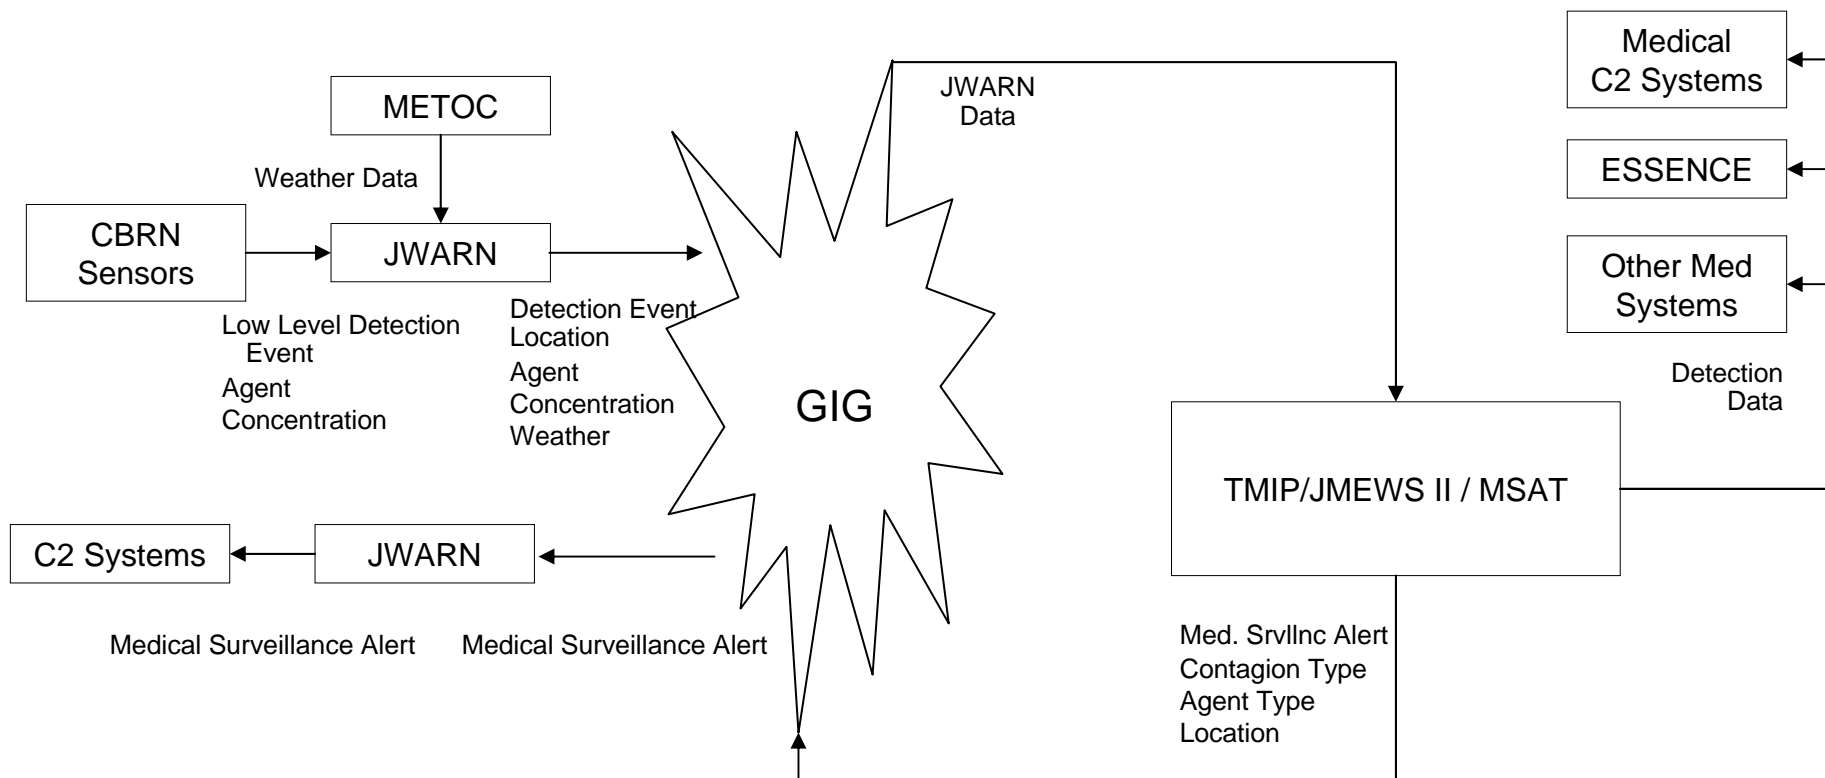 Medical
C2 Systems
METOC
JWARN
Data
ESSENCE
Weather Data
CBRN
Sensors
JWARN
Other Med
Systems
Low Level Detection
Event
Agent
Concentration
Detection Event
Location
Agent
Concentration
Weather
GIG
Detection
Data
TMIP/JMEWS II / MSAT
C2 Systems
JWARN
Medical Surveillance Alert
Medical Surveillance Alert
Med. Srvllnc Alert
Contagion Type
Agent Type
Location